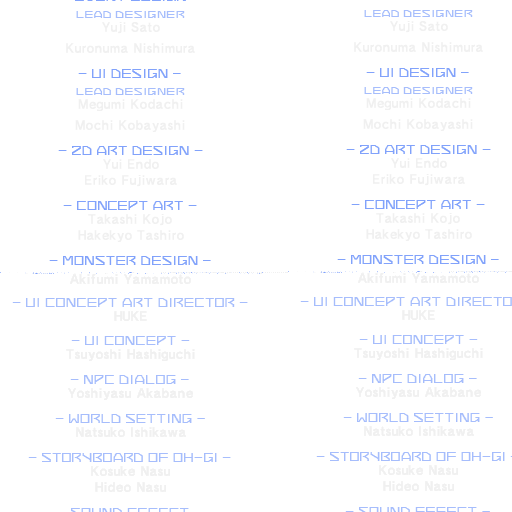 LEAD DESIGNER
Yuji Sato
Kuronuma Nishimura
- UI DESIGN -
LEAD DESIGNER
Megumi Kodachi
Mochi Kobayashi
- 2D ART DESIGN -
Yui Endo
Eriko Fujiwara
- CONCEPT ART -
Takashi Kojo
Hakekyo Tashiro
- MONSTER DESIGN -
Akifumi Yamamoto
- UI CONCEPT ART DIRECTOR -
HUKE
- UI CONCEPT -
Tsuyoshi Hashiguchi
- NPC DIALOG -
Yoshiyasu Akabane
- WORLD SETTING -
Natsuko Ishikawa
- STORYBOARD OF OH-GI -
Kosuke Nasu
Hideo Nasu
SOUND EFFECT
LEAD DESIGNER
Yuji Sato
Kuronuma Nishimura
- UI DESIGN -
LEAD DESIGNER
Megumi Kodachi
Mochi Kobayashi
- 2D ART DESIGN -
Yui Endo
Eriko Fujiwara
- CONCEPT ART -
Takashi Kojo
Hakekyo Tashiro
- MONSTER DESIGN -
Akifumi Yamamoto
- UI CONCEPT ART DIRECTO
HUKE
- UI CONCEPT -
Tsuyoshi Hashiguchi
- NPC DIALOG -
Yoshiyasu Akabane
- WORLD SETTING -
Natsuko Ishikawa
- STORYBOARD OF OH-GI -
Kosuke Nasu
Hideo Nasu
- SOUND EFFECT -